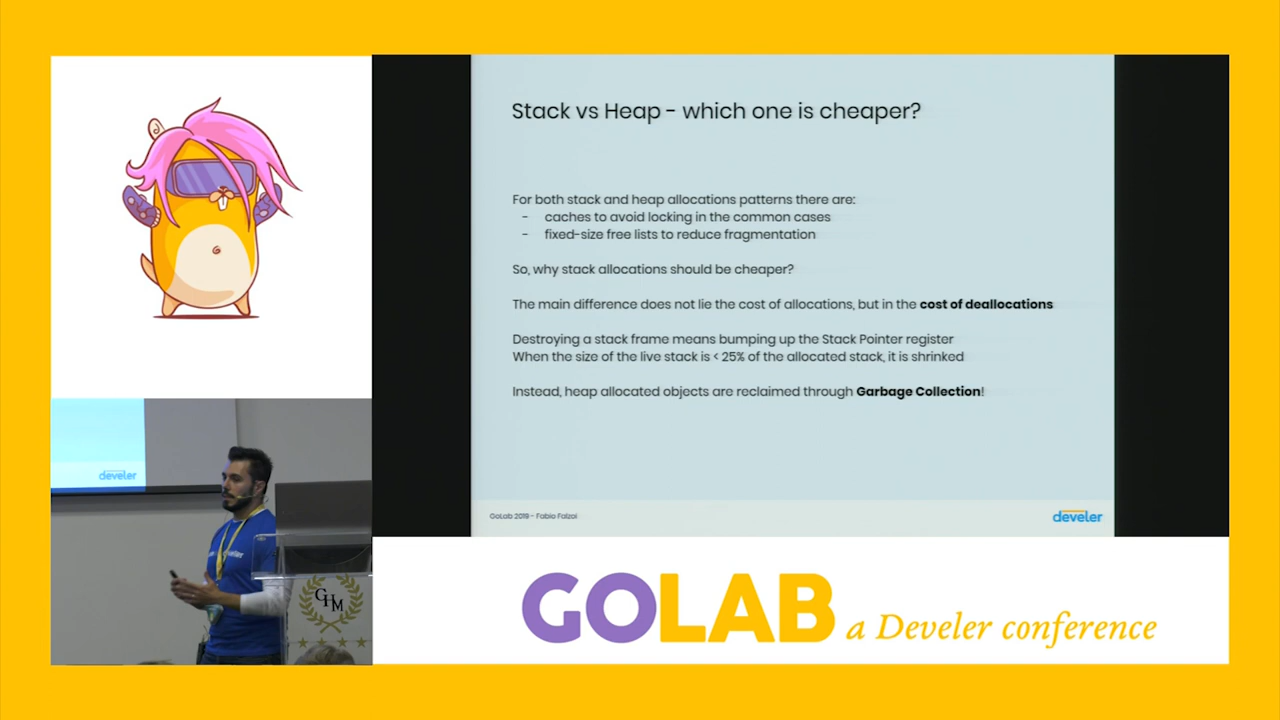 Stack vs Heap - which one is cheaper?
For both stack and heap allocations patterns there are:
- caches to avoid locking in the common cases
- fixed-size free lists to reduce fragmentation
So, why stack allocations should be cheaper?
The main difference does not lie the cost of allocations, but in the cost of deallocations
Destroying a stack frame means bumping up the Stack Pointer register
When the size of the live stack is < 25% of the allocated stack, it is shrinked
Instead, heap allocated objects are reclaimed through Garbage Collection!
GoLab 2019 - Fabio Falzoi
develer
develer
GHM
GOLAB a Develer conference